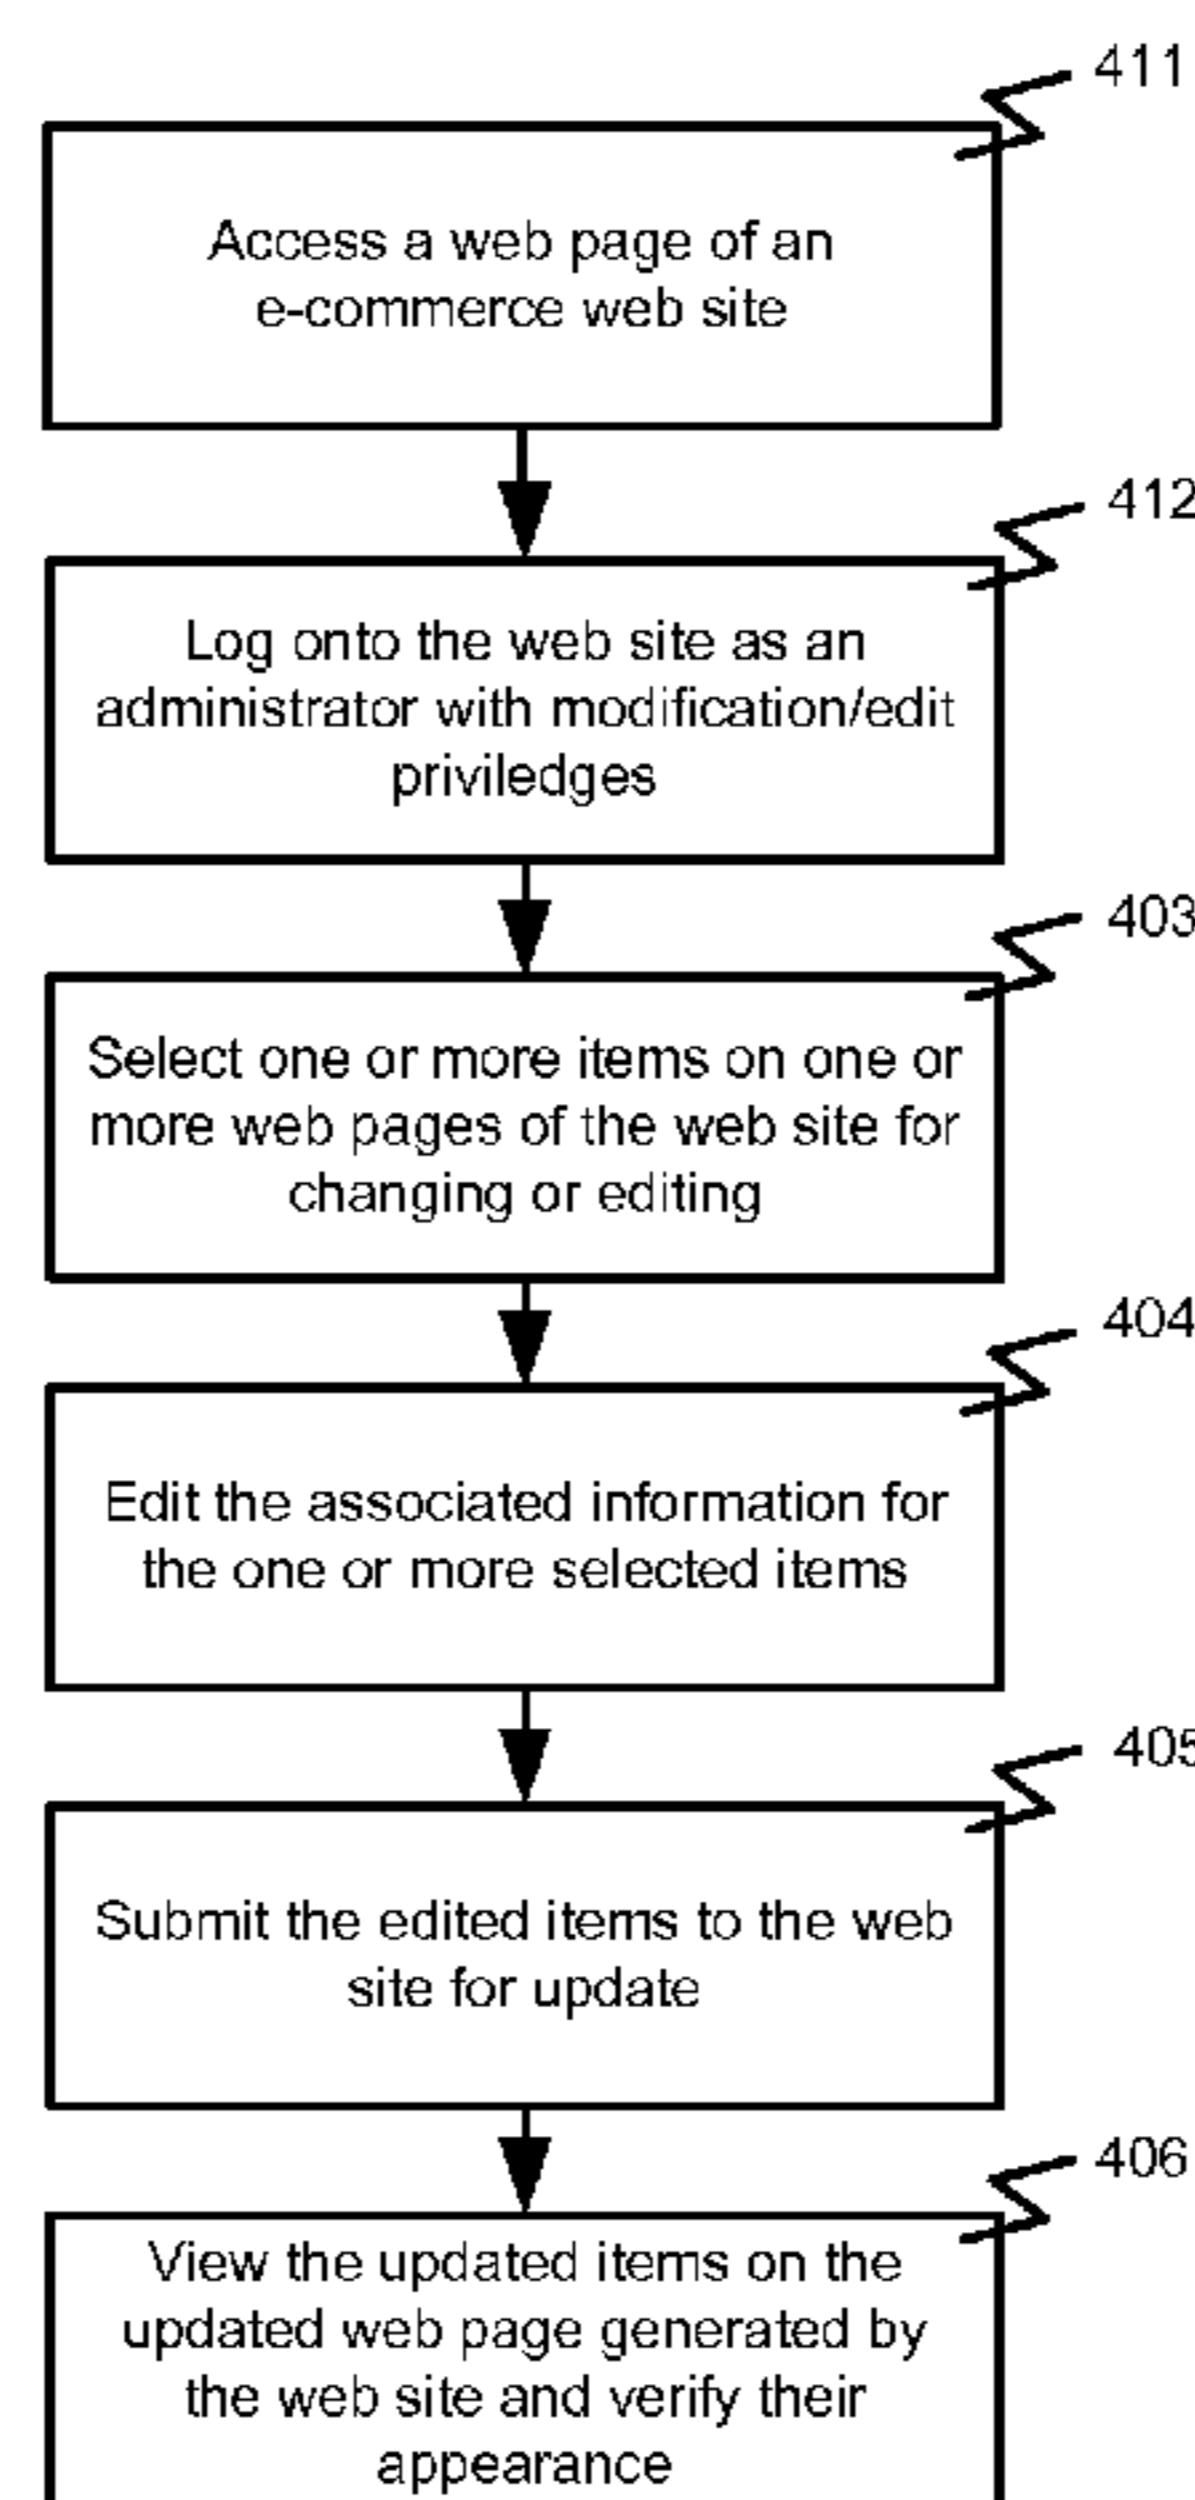 411
Access a web page of an
e-commerce web site
412
Log onto the web site as an
administrator with modification/edit
priviledges
403
Select one or more items on one or
more web pages of the web site for
changing or editing
404
Edit the associated information for
the one or more selected items
405
Submit the edited items to the web
site for update
406
View the updated items on the
updated web page generated by
the web site and verify their
appearance